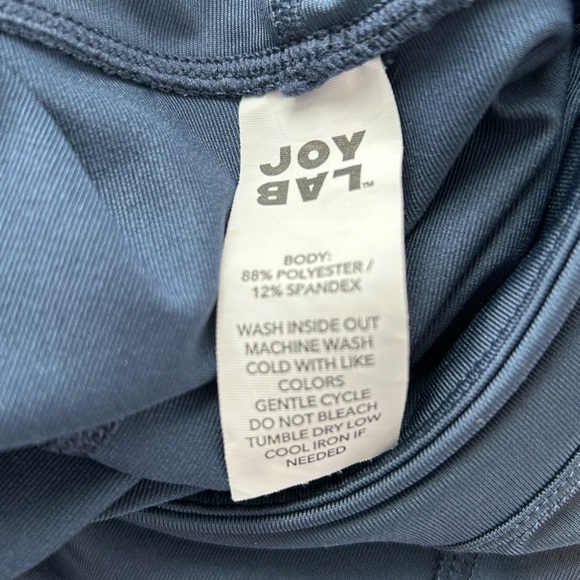 JOY
LAB™
BODY:
88% POLYESTER /
12% SPANDEX
WASH INSIDE OUT
MACHINE WASH
COLD WITH LIKE
COLORS
GENTLE CYCLE
DO NOT BLEACH
TUMBLE DRY LOW
COOL IRON IF
NEEDED